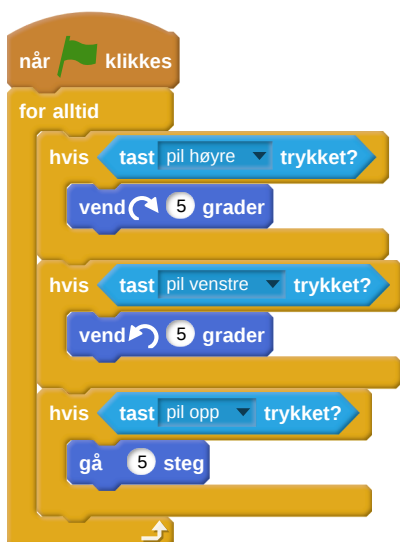 når klikkes
for alltid
hvis tast pil høyre trykket?
vend 5 grader
hvis tast pil venstre trykket?
vend 5 grader
hvis tast pil opp trykket?
gå 5 steg